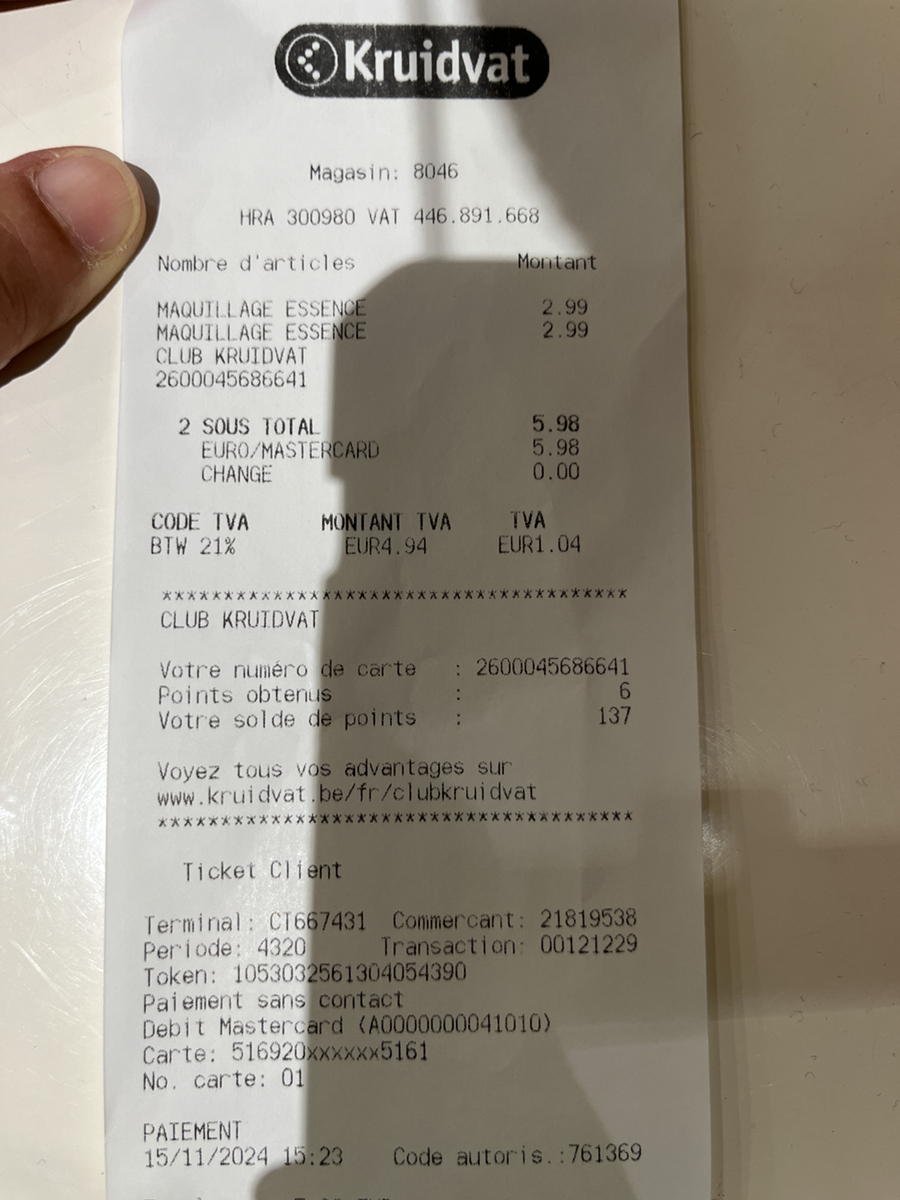 Kruidvat
Magasin: 8046
HRA 300980 VAT 446.891.668
Nombre d'articles Montant
MAQUILLAGE ESSENCE 2.99
MAQUILLAGE ESSENCE 2.99
CLUB KRUIDVAT
2600045686641
2 SOUS TOTAL 5.98
EURO/MASTERCARD 5.98
CHANGE 0.00
CODE TVA MONTANT TVA TVA
BTW 21% EUR4.94 EUR1.04
**************************************
CLUB KRUIDVAT
Votre numéro de carte : 2600045686641
Points obtenus : 6
Votre solde de points : 137
Voyez tous vos advantages sur
www.kruidvat.be/fr/clubkruidvat
**************************************
Ticket Client
Terminal: CT667431 Commercant: 21819538
Periode: 4320 Transaction: 00121229
Token: 1053032561304054390
Paiement sans contact
Debit Mastercard (A0000000041010)
Carte: 516920xxxxxx5161
No. carte: 01
PAIEMENT
15/11/2024 15:23 Code autoris.:761369